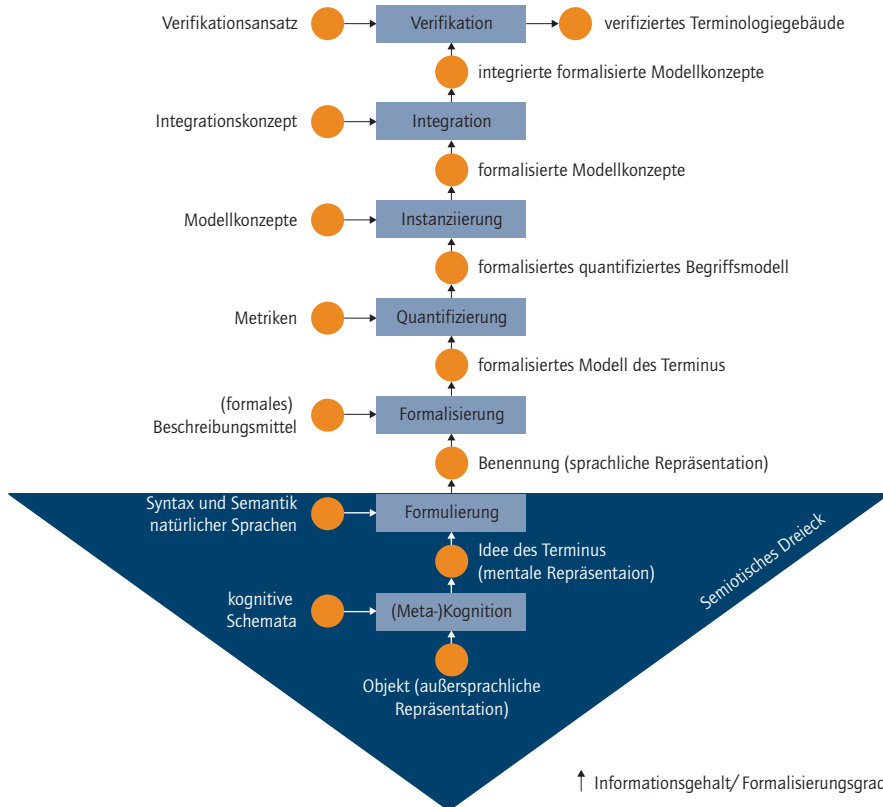 Verifikationsansatz
Verifikation
verifiziertes Terminologiegebäude
integrierte formalisierte Modellkonzepte
Integrationskonzept
Integration
formalisierte Modellkonzepte
Modellkonzepte
Instanziierung
formalisiertes quantifiziertes Begriffsmodell
Metriken
Quantifizierung
formalisiertes Modell des Terminus
(formales)
Beschreibungsmittel
Formalisierung
Benennung (sprachliche Repräsentation)
Syntax und Semantik
natürlicher Sprachen
Formulierung
Idee des Terminus
(mentale Repräsentaion)
Semiotisches Dreieck
kognitive
Schemata
(Meta-)Kognition
Objekt (außersprachliche
Repräsentation)
Informationsgehalt/ Formalisierungsgrad